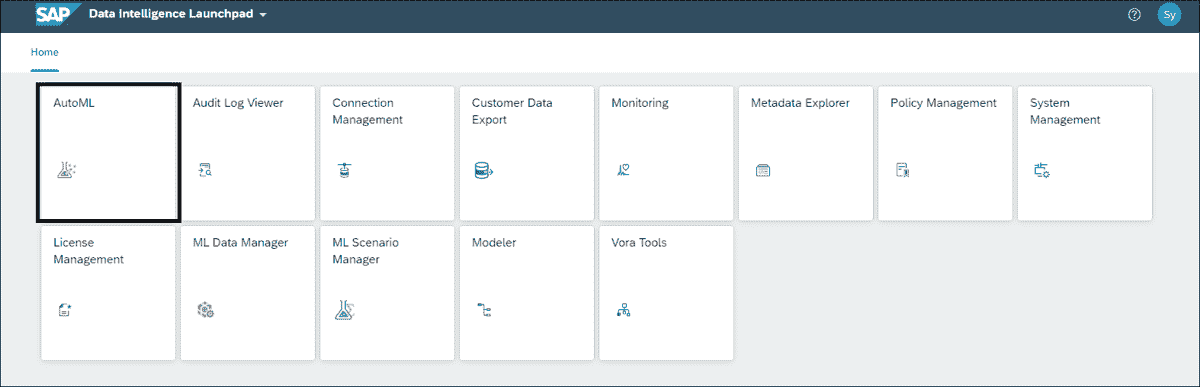 SAP Data Intelligence Launchpad Sy
Home
AutoML Audit Log Viewer Connection Customer Data Monitoring Metadata Explorer Policy Management System
Management Export Management
License ML Data Manager ML Scenario Modeler Vora Tools
Management Manager